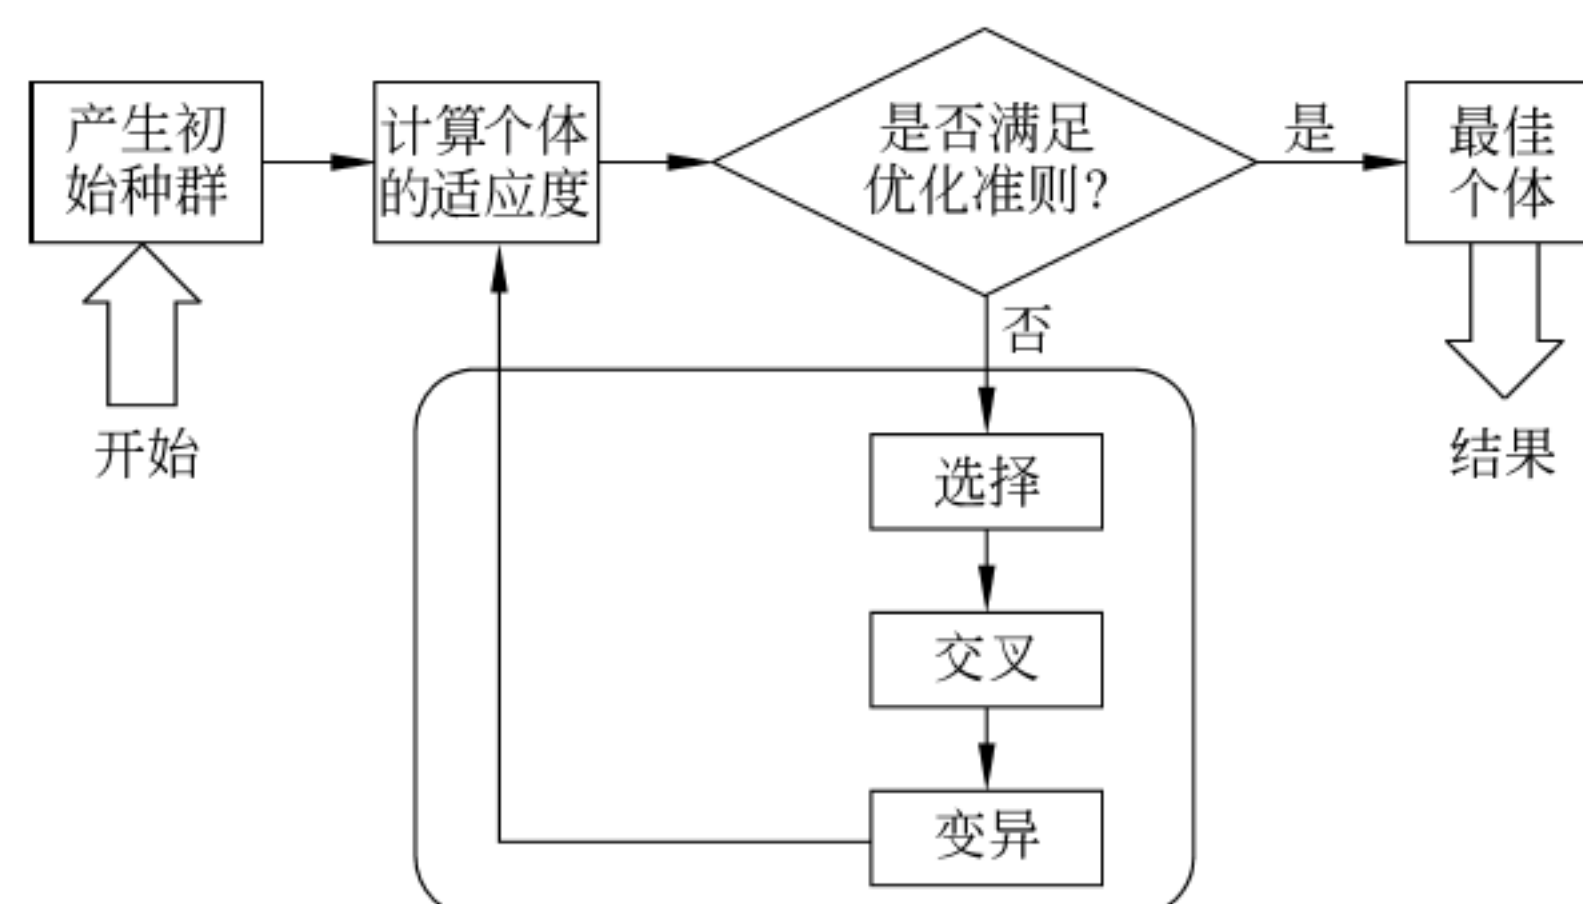 产生初
始种群
计算个体
的适应度
是否满足
优化准则?
是
最佳
个体
否
开始
结果
选择
交叉
变异